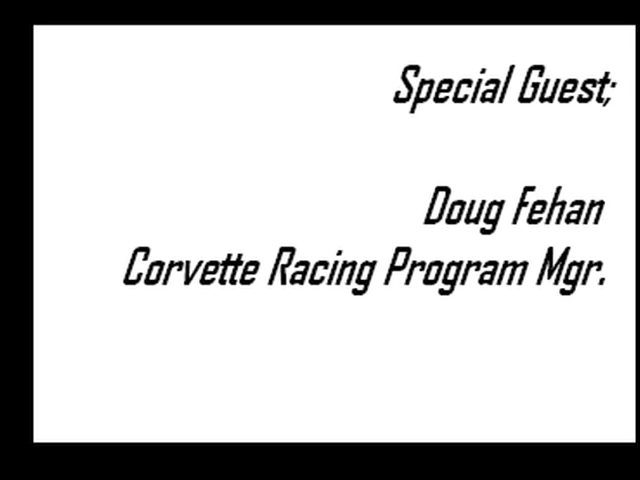 Special Guest;
Doug Fehan
Corvette Racing Program Mgr.